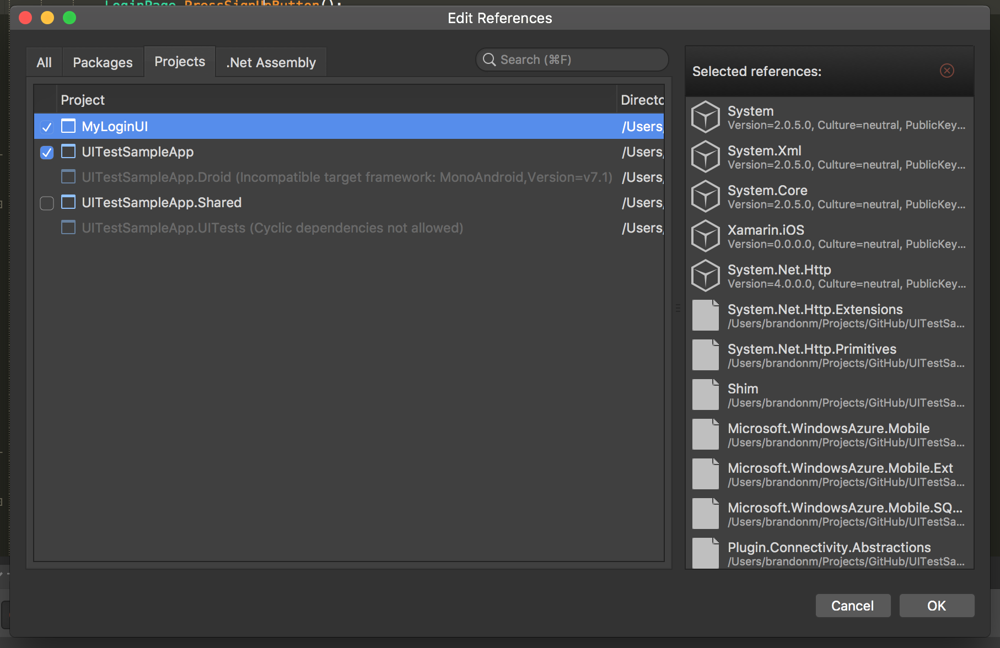 LoginPage.PressSignUpButton();
Edit References
All
Packages
Projects
.Net Assembly
Search (⌘F)
Project
Directo
MyLoginUI
/Users,
UITestSampleApp
/Users,
UITestSampleApp.Droid (Incompatible target framework: MonoAndroid,Version=v7.1)
/Users,
UITestSampleApp.Shared
/Users,
UITestSampleApp.UITests (Cyclic dependencies not allowed)
/Users,
Selected references:
System
Version=2.0.5.0, Culture=neutral, PublicKey...
System.Xml
Version=2.0.5.0, Culture=neutral, PublicKey...
System.Core
Version=2.0.5.0, Culture=neutral, PublicKey...
Xamarin.iOS
Version=0.0.0.0, Culture=neutral, PublicKey...
System.Net.Http
Version=4.0.0.0, Culture=neutral, PublicKey...
System.Net.Http.Extensions
/Users/brandonm/Projects/GitHub/UITestSa...
System.Net.Http.Primitives
/Users/brandonm/Projects/GitHub/UITestSa...
Shim
/Users/brandonm/Projects/GitHub/UITestSa...
Microsoft.WindowsAzure.Mobile
/Users/brandonm/Projects/GitHub/UITestSa...
Microsoft.WindowsAzure.Mobile.Ext
/Users/brandonm/Projects/GitHub/UITestSa...
Microsoft.WindowsAzure.Mobile.SQ...
/Users/brandonm/Projects/GitHub/UITestSa...
Plugin.Connectivity.Abstractions
/Users/brandonm/Projects/GitHub/UITestSa...
Cancel
OK